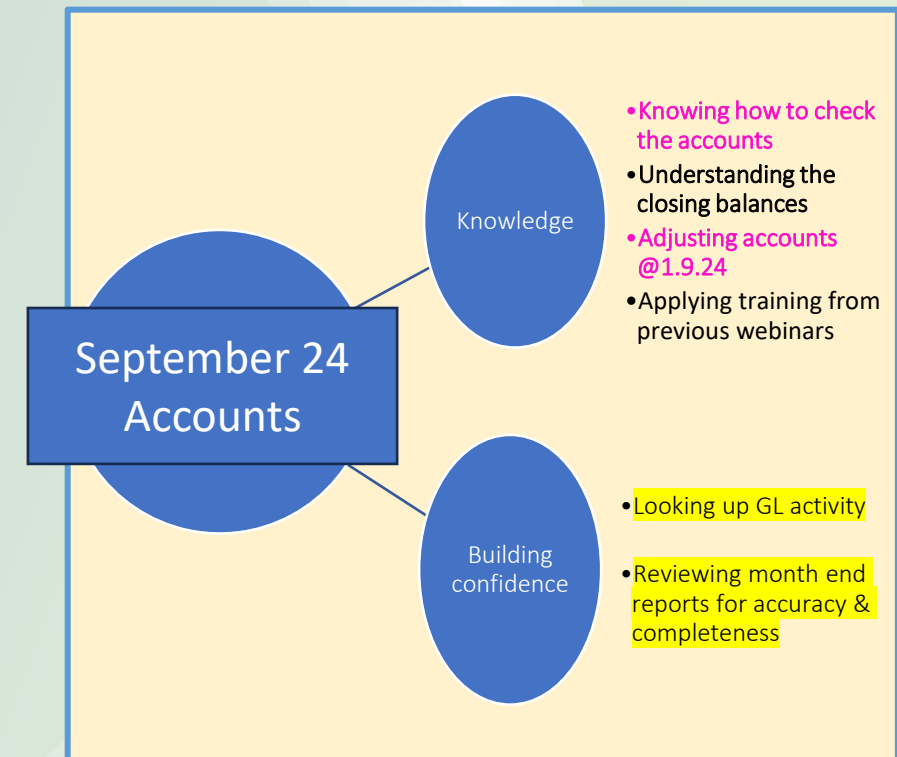 September 24
Accounts
Knowledge
•Knowing how to check
the accounts
•Understanding the
closing balances
•Adjusting accounts
@1.9.24
•Applying training from
previous webinars
Building
confidence
•Looking up GL activity
•Reviewing month end
reports for accuracy &
completeness